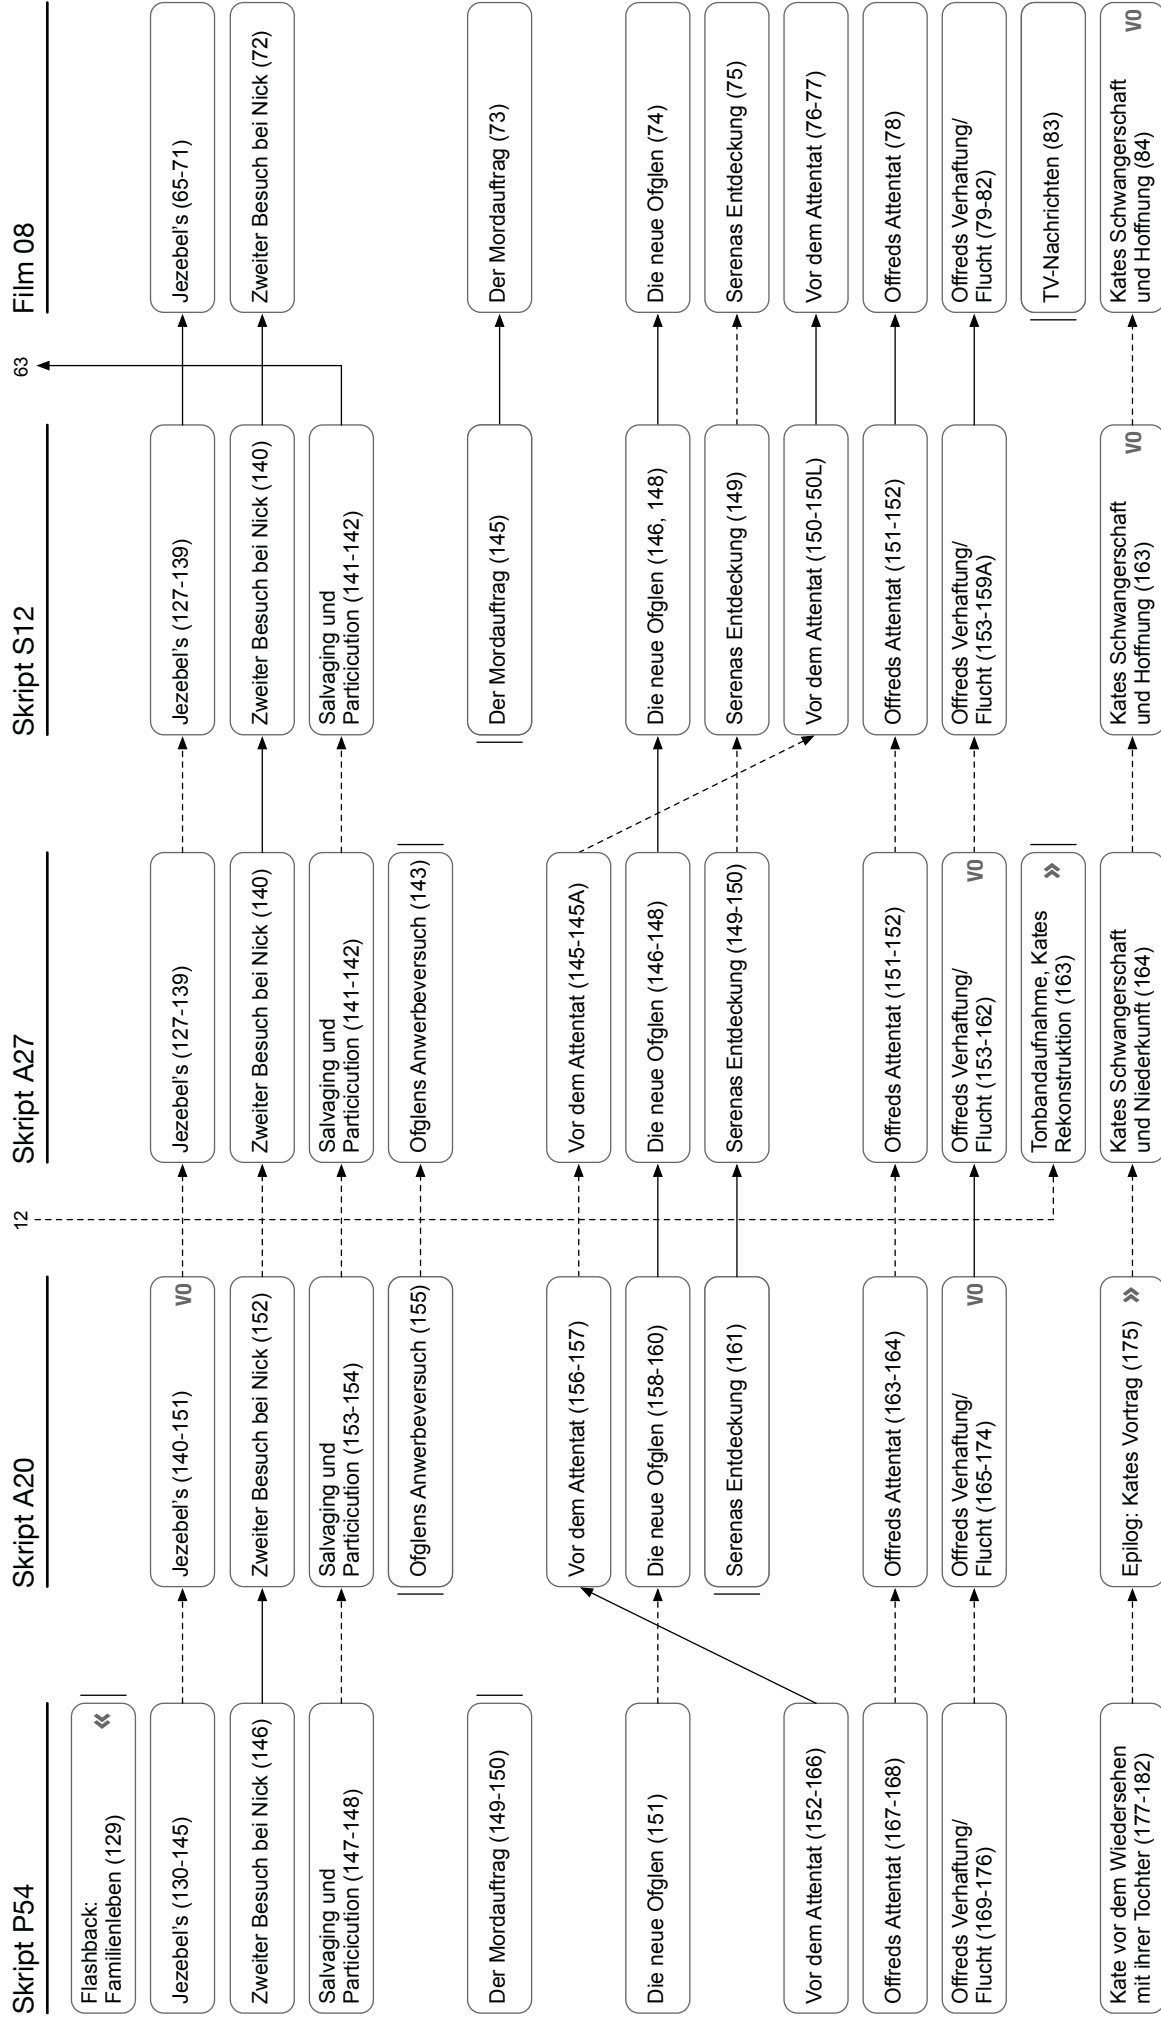 Skript P54
Flashback:
Familienleben (129)
«
Jezebel's (130-145)
Zweiter Besuch bei Nick (146)
Salvaging und
Particicution (147-148)
Der Mordauftrag (149-150)
Die neue Ofglen (151)
Vor dem Attentat (152-166)
Offreds Attentat (167-168)
Offreds Verhaftung/
Flucht (169-176)
Kate vor dem Wiedersehen
mit ihrer Tochter (177-182)
Skript A20
Jezebel's (140-151)
VO
Zweiter Besuch bei Nick (152)
Salvaging und
Particicution (153-154)
Ofglens Anwerbeversuch (155)
Vor dem Attentat (156-157)
Die neue Ofglen (158-160)
Serenas Entdeckung (161)
Offreds Attentat (163-164)
Offreds Verhaftung/
Flucht (165-174)
VO
Epilog: Kates Vortrag (175)
»
12
Skript A27
Jezebel's (127-139)
Zweiter Besuch bei Nick (140)
Salvaging und
Particicution (141-142)
Ofglens Anwerbeversuch (143)
Vor dem Attentat (145-145A)
Die neue Ofglen (146-148)
Serenas Entdeckung (149-150)
Offreds Attentat (151-152)
Offreds Verhaftung/
Flucht (153-162)
VO
Tonbandaufnahme, Kates
Rekonstruktion (163)
»
Kates Schwangerschaft
und Niederkunft (164)
Skript S12
Jezebel's (127-139)
Zweiter Besuch bei Nick (140)
Salvaging und
Particicution (141-142)
Der Mordauftrag (145)
Die neue Ofglen (146, 148)
Serenas Entdeckung (149)
Vor dem Attentat (150-150L)
Offreds Attentat (151-152)
Offreds Verhaftung/
Flucht (153-159A)
Kates Schwangerschaft
und Hoffnung (163)
VO
63
Film 08
Jezebel's (65-71)
Zweiter Besuch bei Nick (72)
Der Mordauftrag (73)
Die neue Ofglen (74)
Serenas Entdeckung (75)
Vor dem Attentat (76-77)
Offreds Attentat (78)
Offreds Verhaftung/
Flucht (79-82)
TV-Nachrichten (83)
Kates Schwangerschaft
und Hoffnung (84)
VO